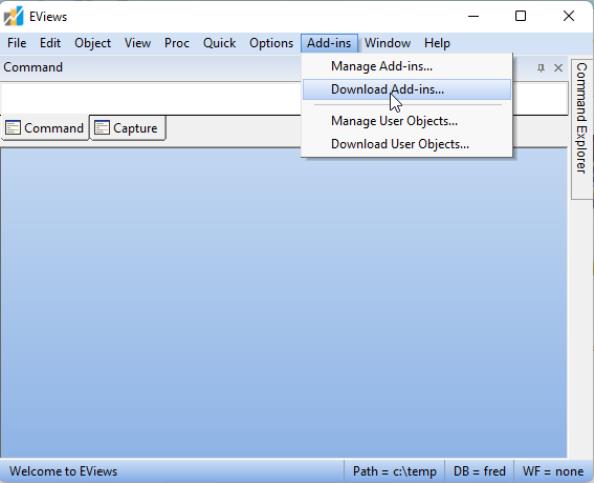 EViews
File Edit Object View Proc Quick Options Add-ins Window Help
Command
Manage Add-ins...
Download Add-ins...
Manage User Objects...
Download User Objects...
Command Capture
Command Explorer
Welcome to EViews Path = c:\temp DB = fred WF = none